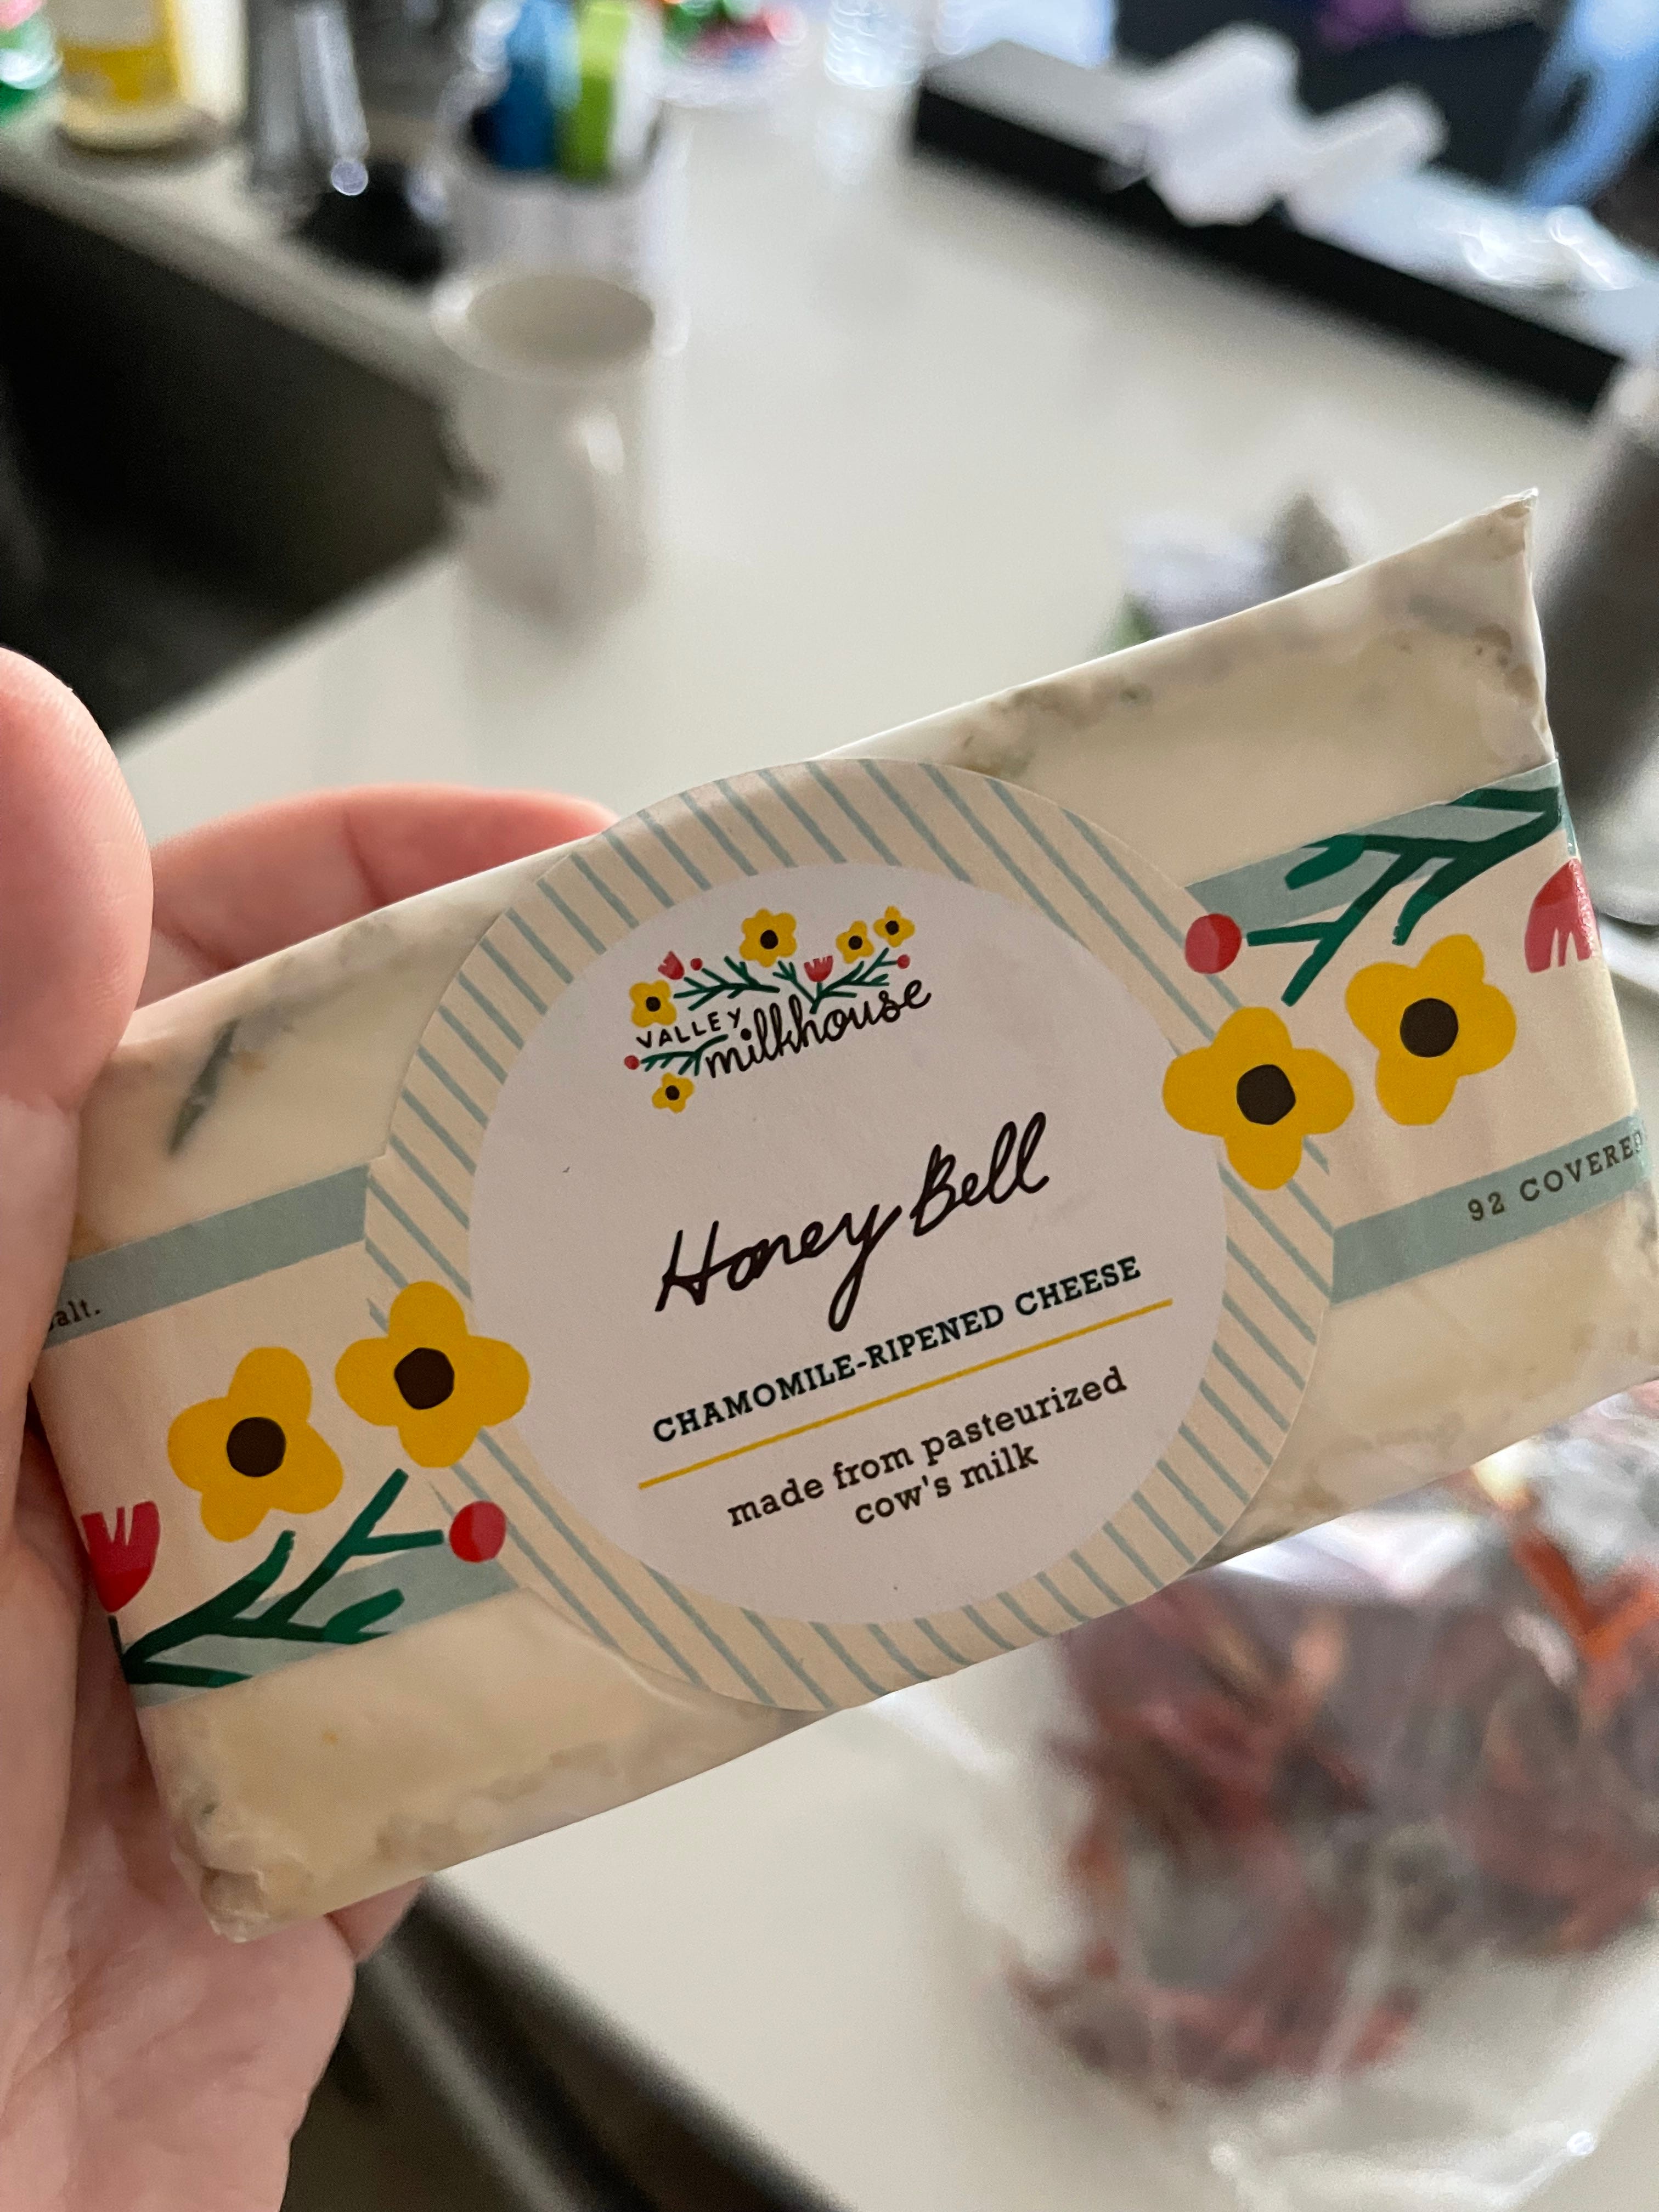 VALLEY
milkhouse
Honey Bell
CHAMOMILE-RIPENED CHEESE
made from pasteurized
cow's milk
92 COVERED
alt.